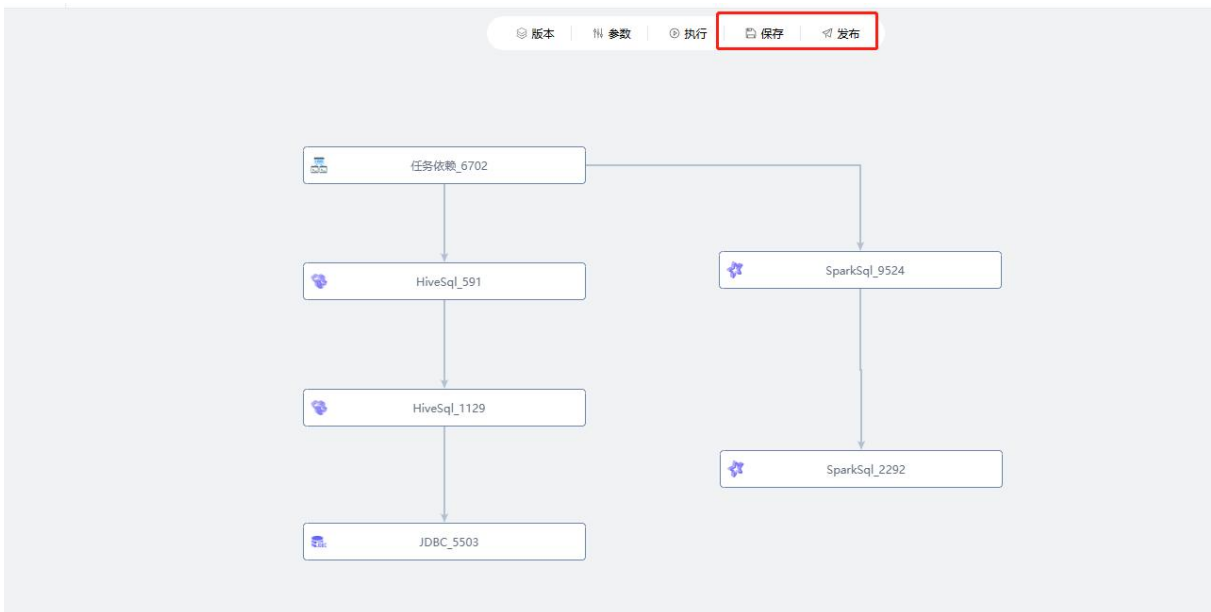 版本 参数 执行 保存 发布
任务依赖_6702
SparkSql_9524
HiveSql_591
HiveSql_1129
SparkSql_2292
JDBC_5503